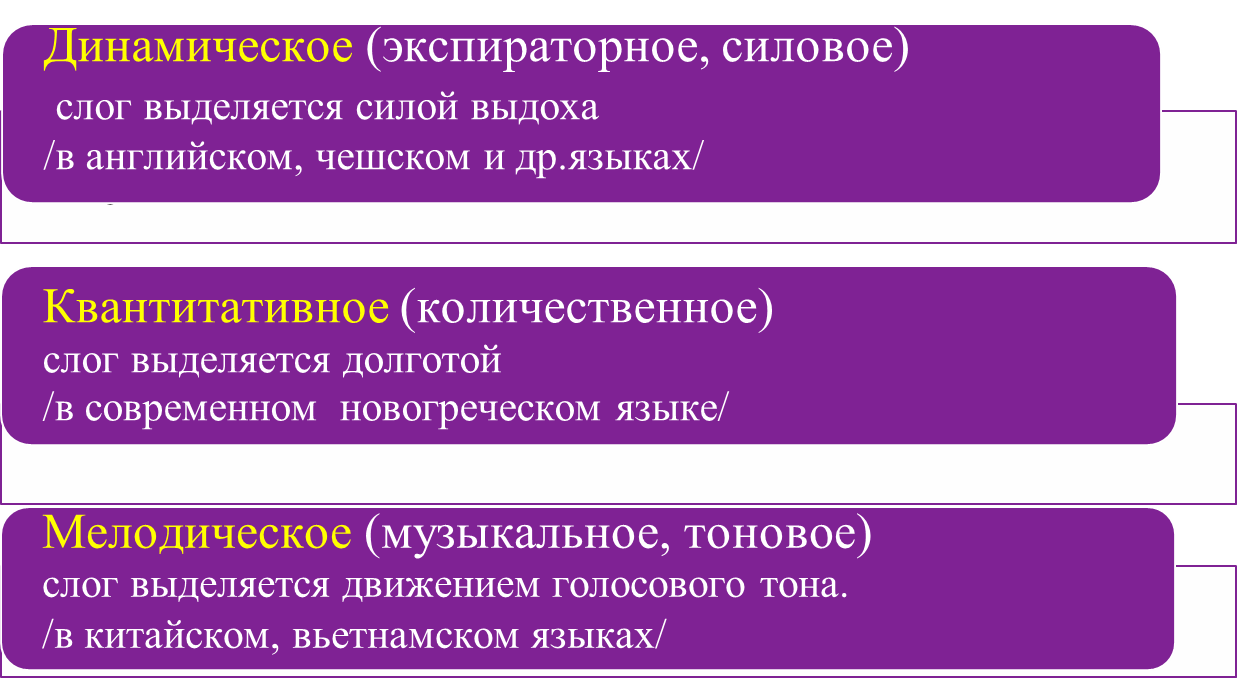 Динамическое (экспираторное, силовое)
слог выделяется силой выдоха
/в английском, чешском и др.языках/
Квантитативное (количественное)
слог выделяется долготой
/в современном новогреческом языке/
Мелодическое (музыкальное, тоновое)
слог выделяется движением голосового тона.
/в китайском, вьетнамском языках/